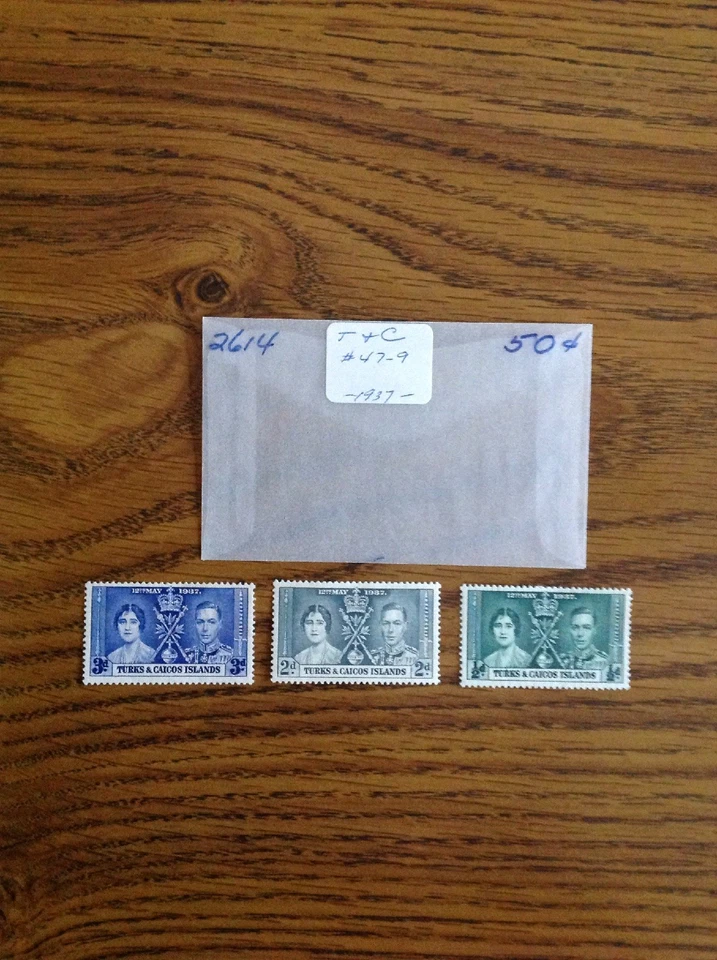 2614
T & C
#47-9
-1937-
50¢
12TH MAY 1937.
3d 3d
TURKS & CAICOS ISLANDS
12TH MAY 1937.
2d 2d
TURKS & CAICOS ISLANDS
12TH MAY 1937.
½d ½d
TURKS & CAICOS ISLANDS